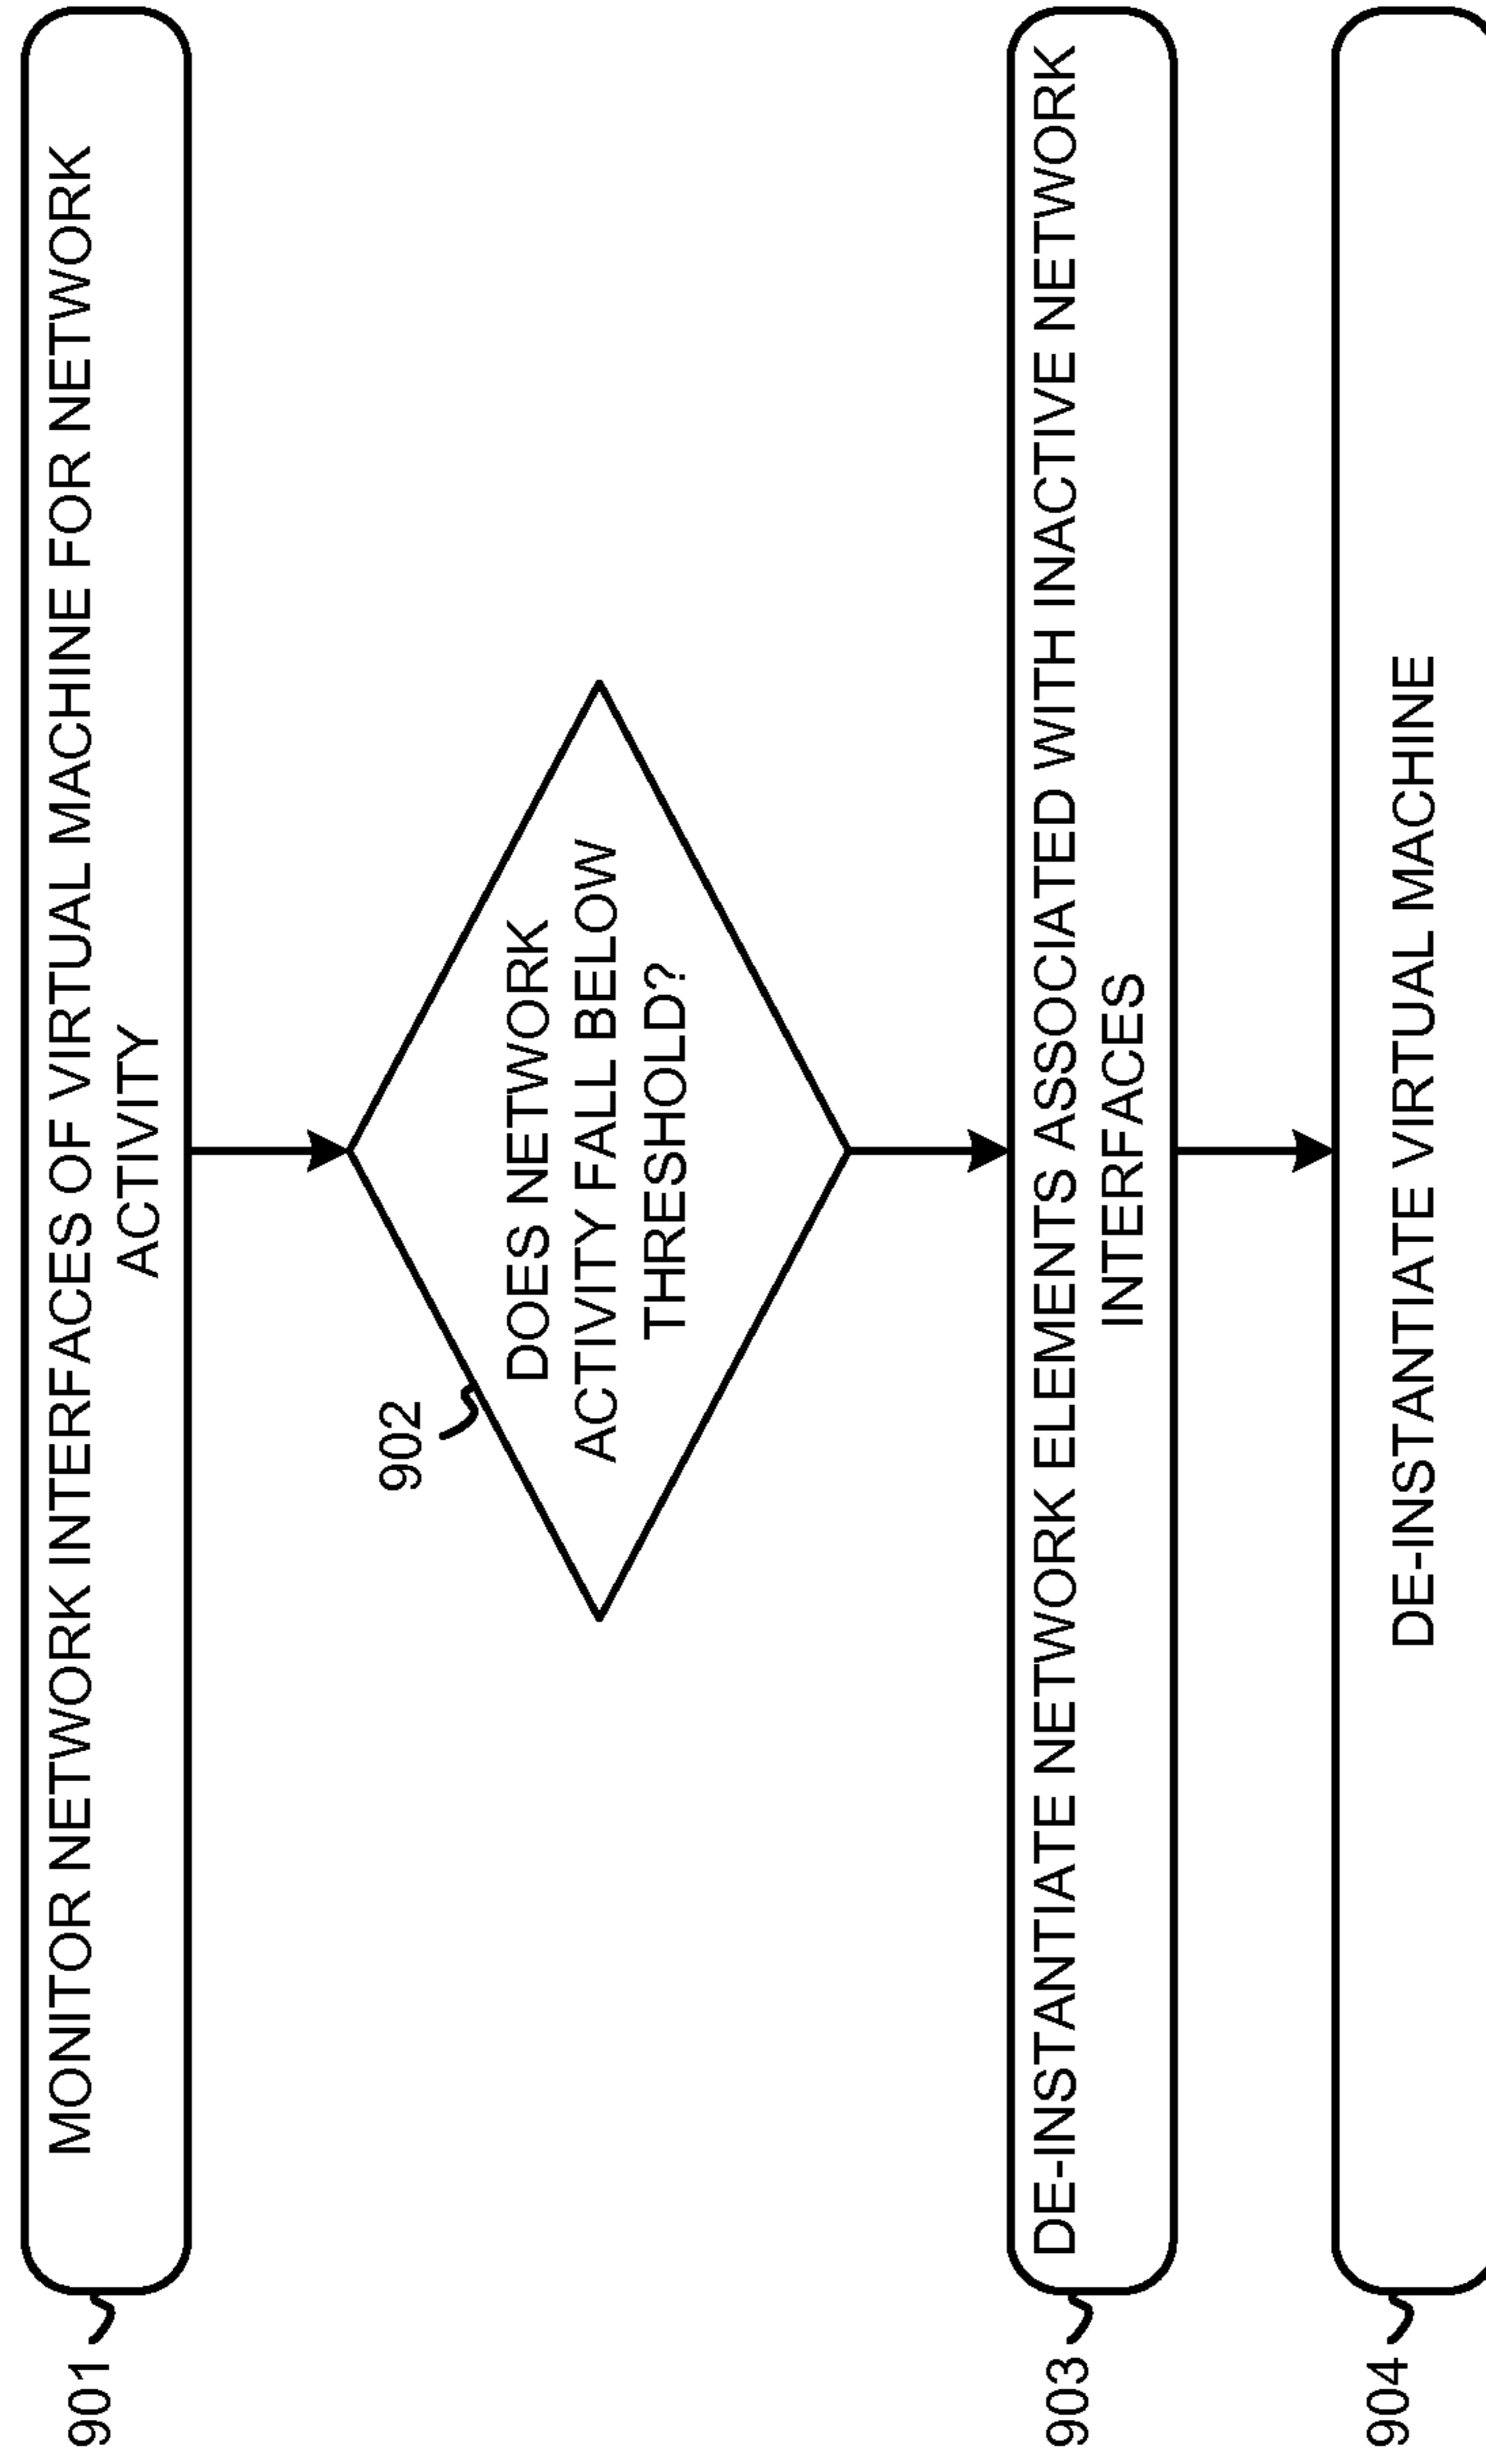 901
MONITOR NETWORK INTERFACES OF VIRTUAL MACHINE FOR NETWORK
ACTIVITY
902
DOES NETWORK
ACTIVITY FALL BELOW
THRESHOLD?
903
DE-INSTANTIATE NETWORK ELEMENTS ASSOCIATED WITH INACTIVE NETWORK
INTERFACES
904
DE-INSTANTIATE VIRTUAL MACHINE